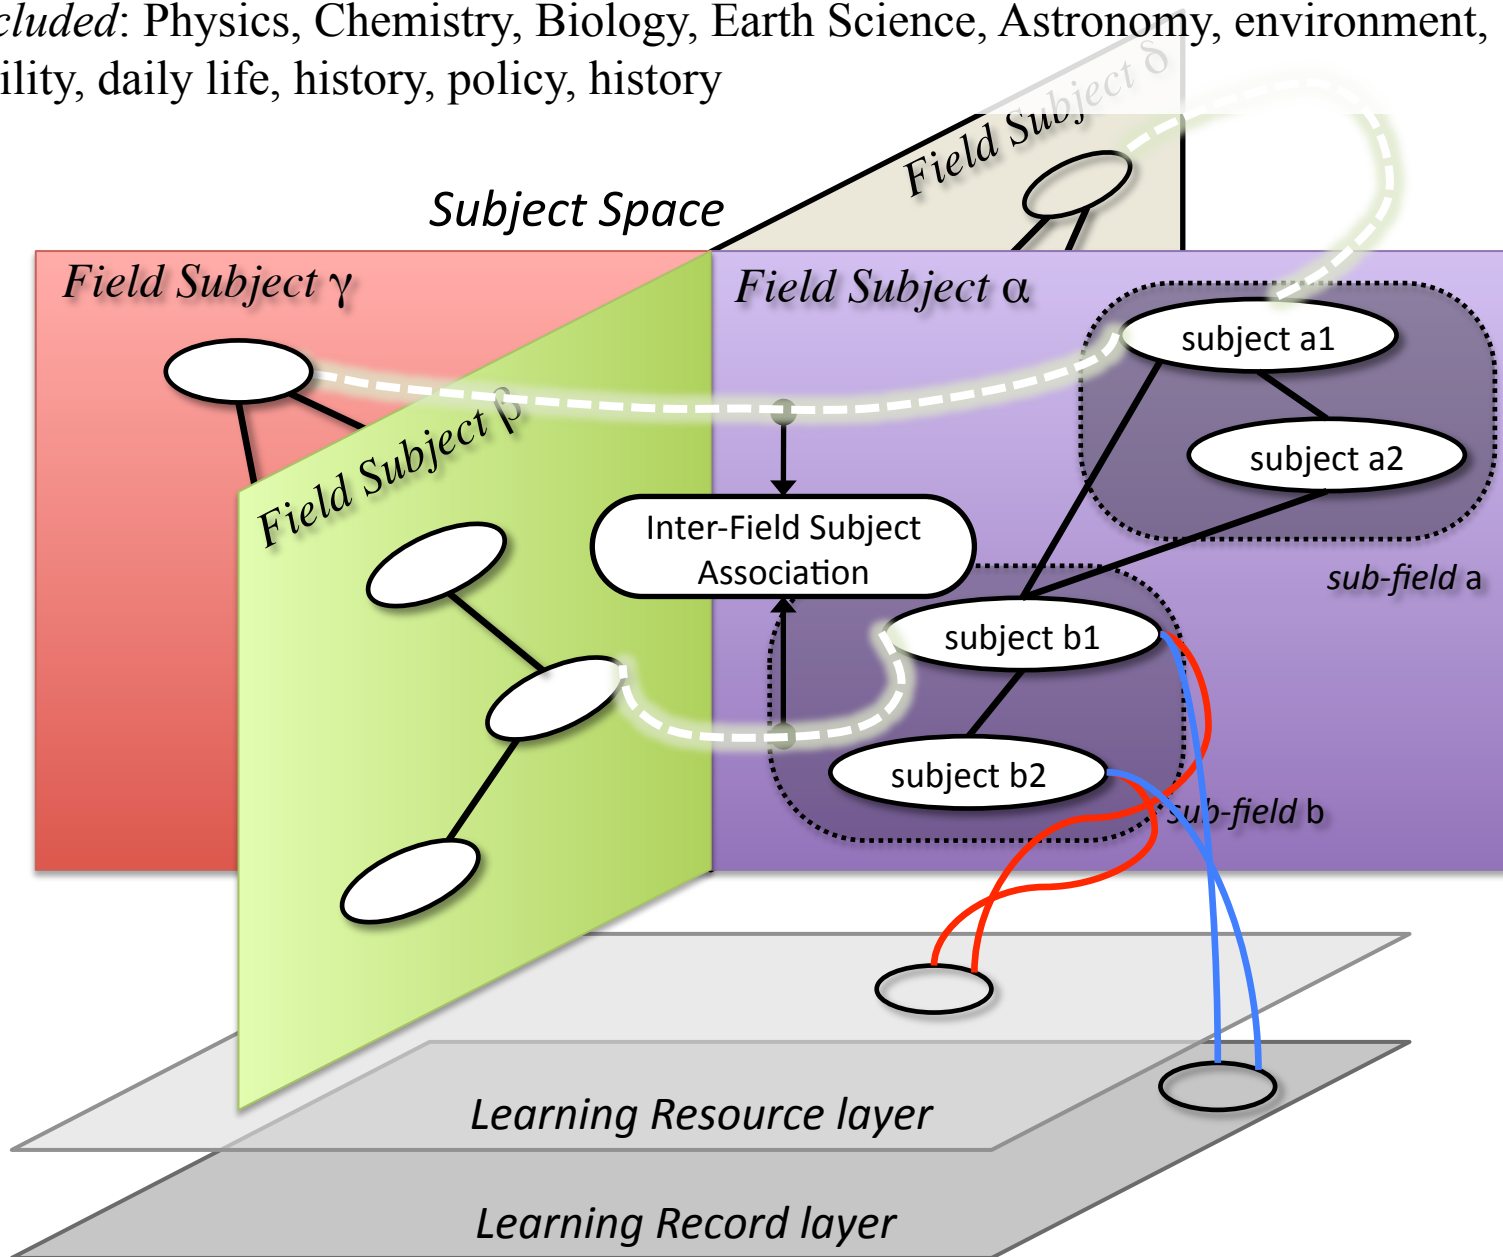 cluded: Physics, Chemistry, Biology, Earth Science, Astronomy, environment,
ility, daily life, history, policy, history
Field Subject δ
Subject Space
Field Subject γ
Field Subject α
subject a1
Field Subject β
subject a2
Inter-Field Subject
Association
sub-field a
subject b1
subject b2
sub-field b
Learning Resource layer
Learning Record layer